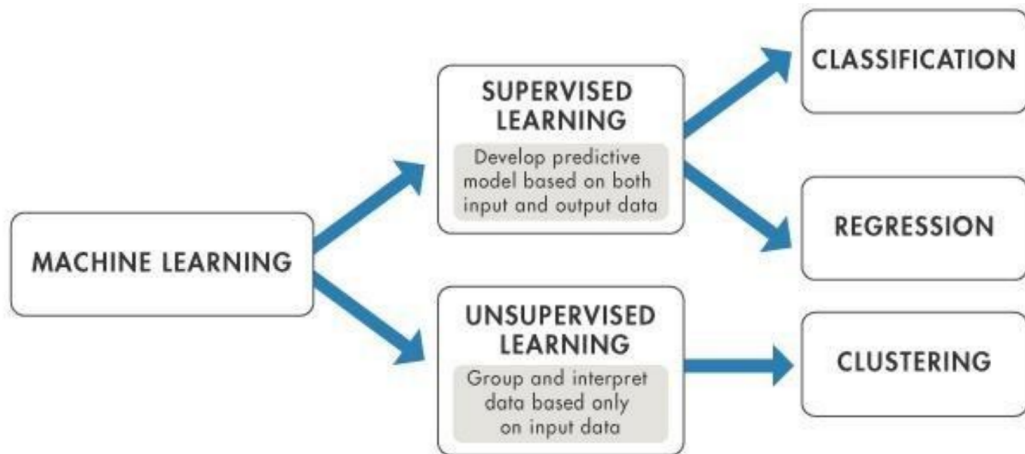 MACHINE LEARNING
SUPERVISED
LEARNING
Develop predictive
model based on both
input and output data
UNSUPERVISED
LEARNING
Group and interpret
data based only
on input data
CLASSIFICATION
REGRESSION
CLUSTERING